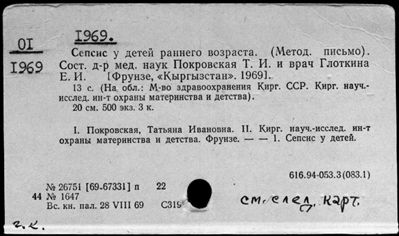 1969.
OI
1969
Сепсис у детей раннего возраста. (Метод. письмо).
Сост. д-р мед. наук Покровская Т. И. и врач Глоткина
Е. И. [Фрунзе, «Кыргызстан». 1969].
13 с. (На обл.: М-во здравоохранения Кирг. ССР. Кирг. науч.-
исслед. ин-т охраны материнства и детства).
20 см. 500 экз. 3 к.
I. Покровская, Татьяна Ивановна. II. Кирг. науч.-исслед. ин-т
охраны материнства и детства. Фрунзе. — — 1. Сепсис у детей.
616.94-053.3(083.1)
№ 26751 [69-67331] п 22
44 № 1647
Вс. кн. пал. 28 VIII 69 С319
см. след. карт.
г. к.